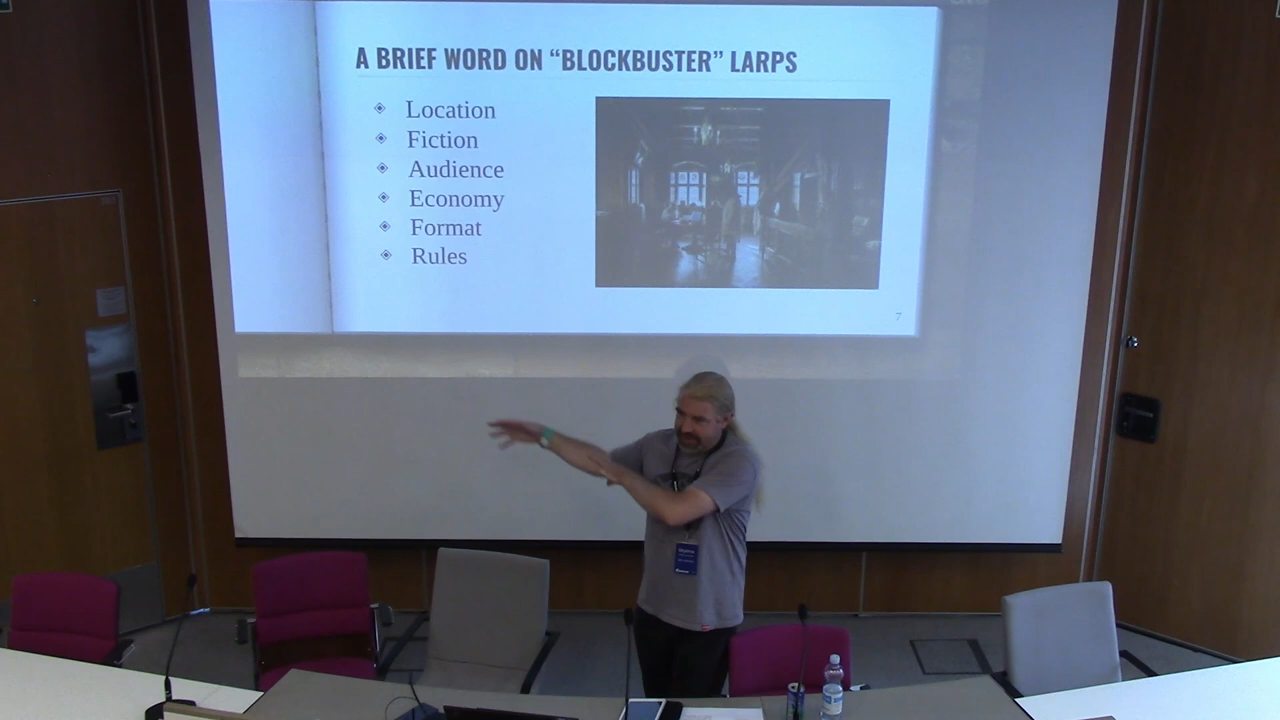 A BRIEF WORD ON “BLOCKBUSTER” LARPS
Location
Fiction
Audience
Economy
Format
Rules
7